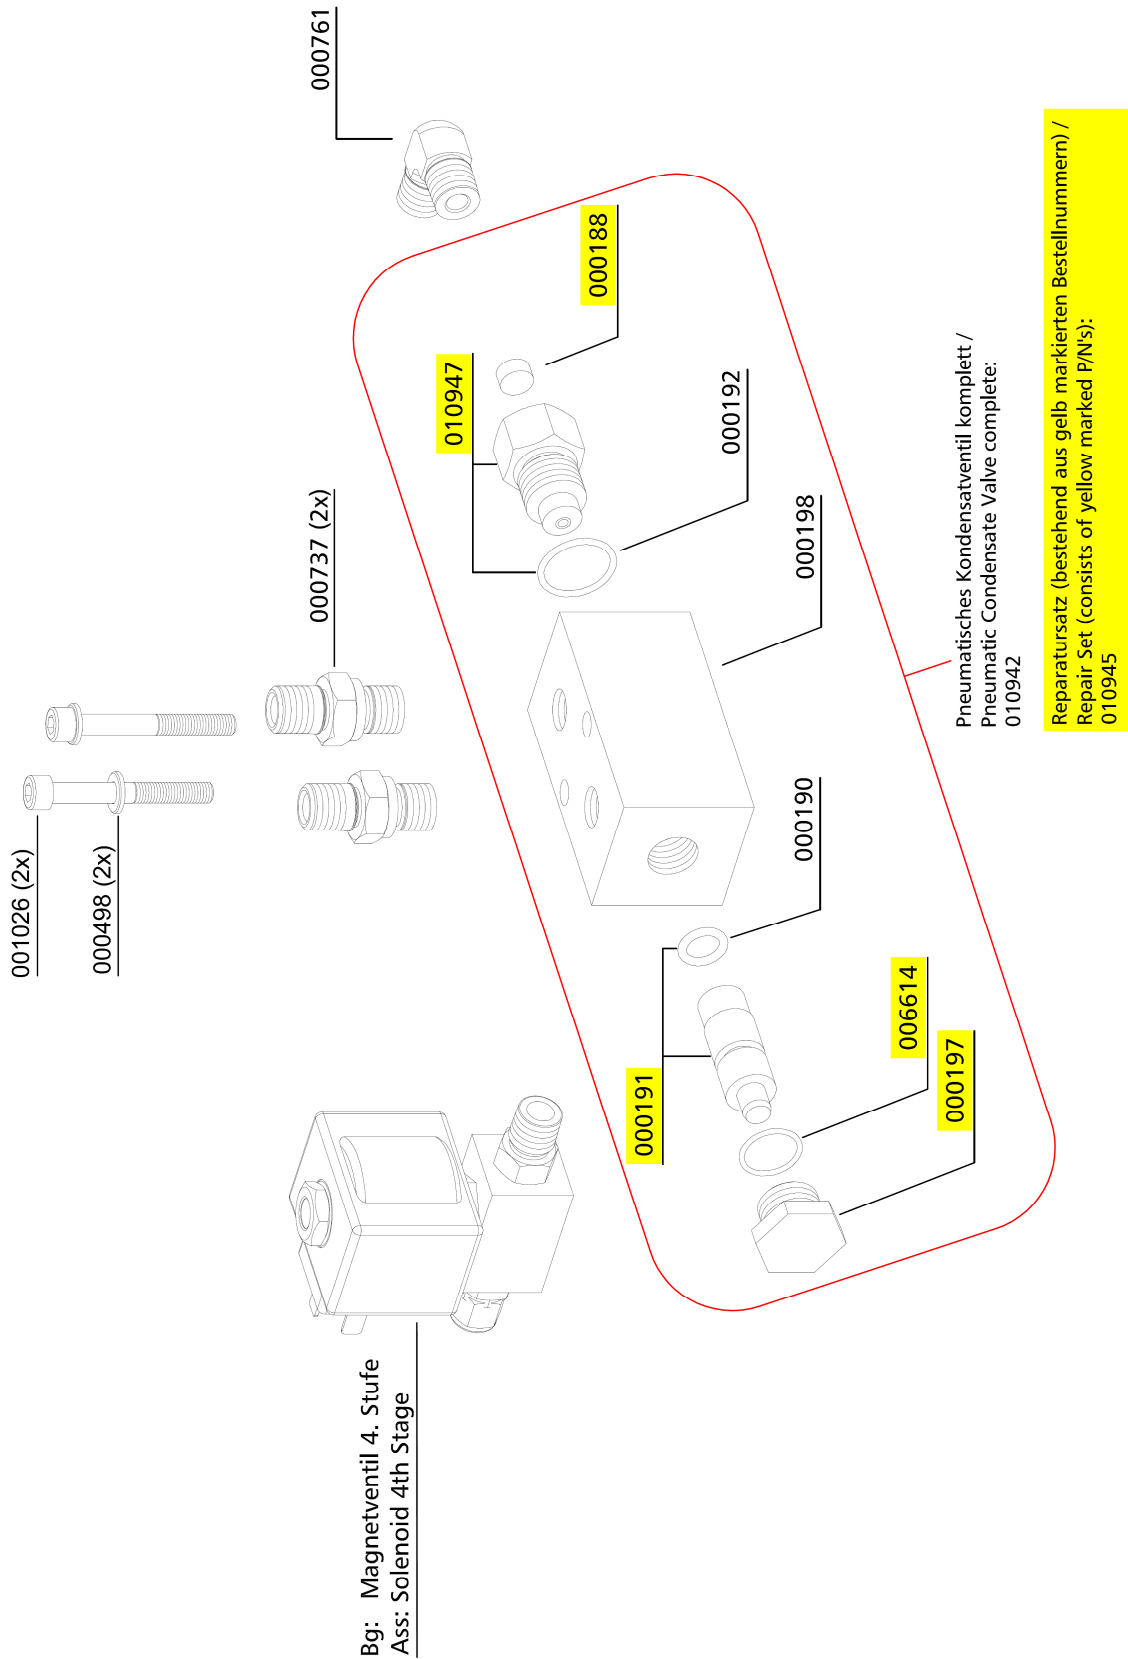 001026 (2x)
000498 (2x)
000737 (2x)
000761
Bg: Magnetventil 4. Stufe
Ass: Solenoid 4th Stage
010947
000188
000192
000198
000190
000191
006614
000197
Pneumatisches Kondensatventil komplett /
Pneumatic Condensate Valve complete:
010942
Reparatursatz (bestehend aus gelb markierten Bestellnummern) /
Repair Set (consists of yellow marked P/N's):
010945